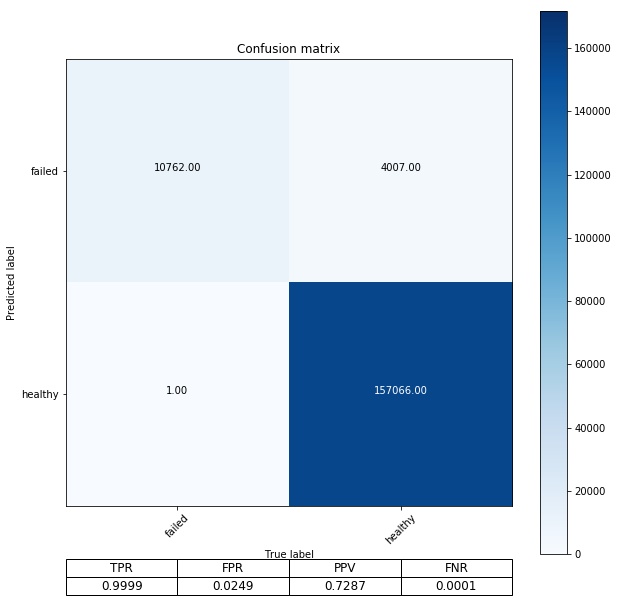 Confusion matrix
160000
140000
120000
100000
80000
60000
40000
20000
0
Predicted label
failed
10762.00 4007.00
healthy
1.00 157066.00
failed healthy
True label
TPR FPR PPV FNR
0.9999 0.0249 0.7287 0.0001